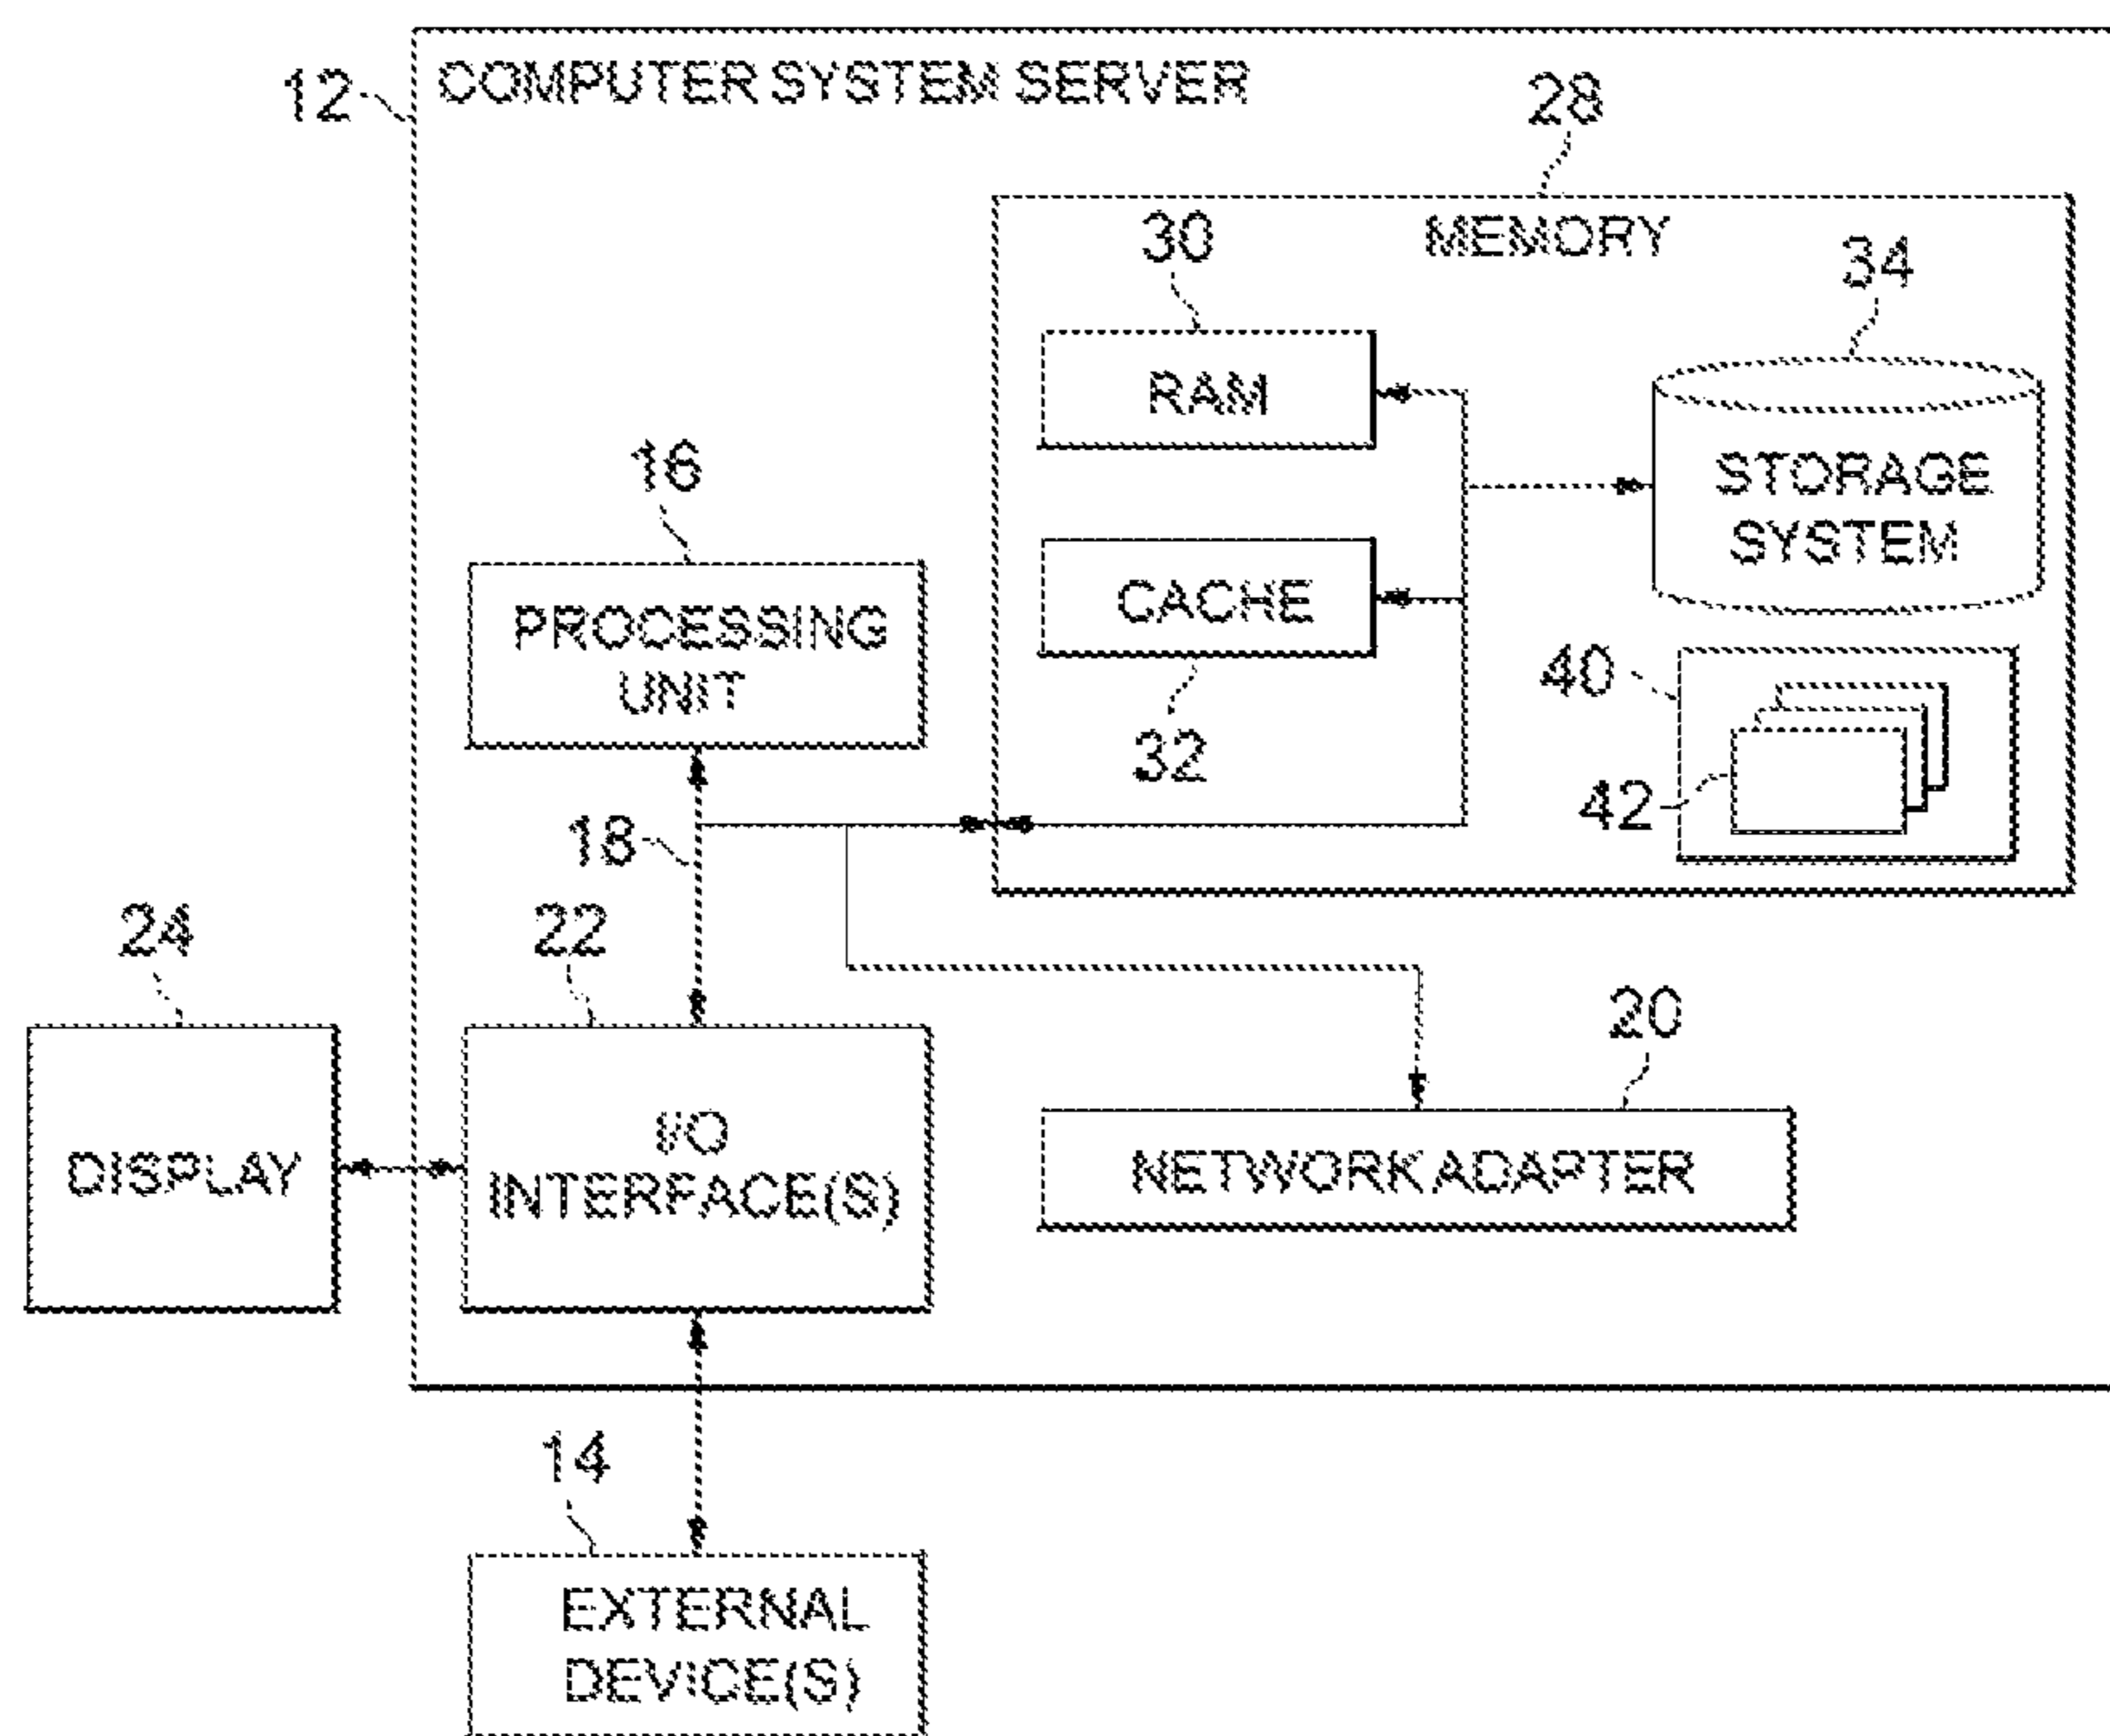 12
COMPUTER SYSTEM SERVER
28
MEMORY
30
34
RAM
STORAGE
SYSTEM
16
PROCESSING
UNIT
CACHE
32
40
42
18
24
22
20
DISPLAY
I/O
INTERFACE(S)
NETWORK ADAPTER
14
EXTERNAL
DEVICE(S)